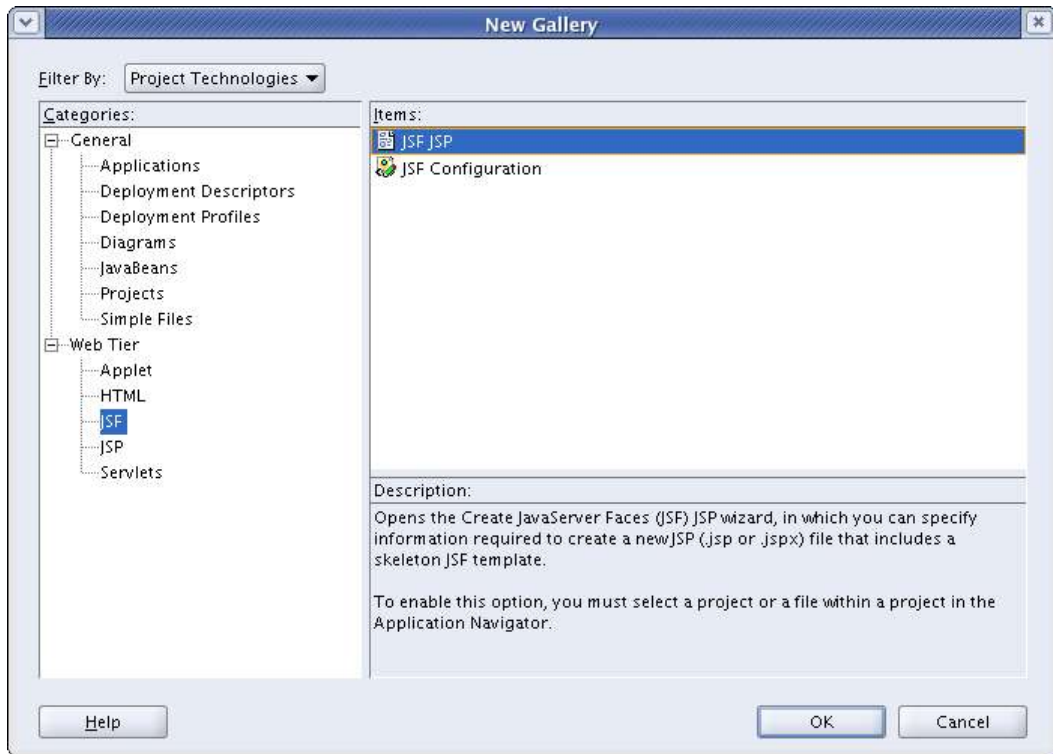 New Gallery
Filter By: Project Technologies
Categories:
General
Applications
Deployment Descriptors
Deployment Profiles
Diagrams
JavaBeans
Projects
Simple Files
Web Tier
Applet
HTML
JSF
JSP
Servlets
Items:
JSF JSP
JSF Configuration
Description:
Opens the Create JavaServer Faces (JSF) JSP wizard, in which you can specify
information required to create a new JSP (.jsp or .jspx) file that includes a
skeleton JSF template.
To enable this option, you must select a project or a file within a project in the
Application Navigator.
Help
OK
Cancel